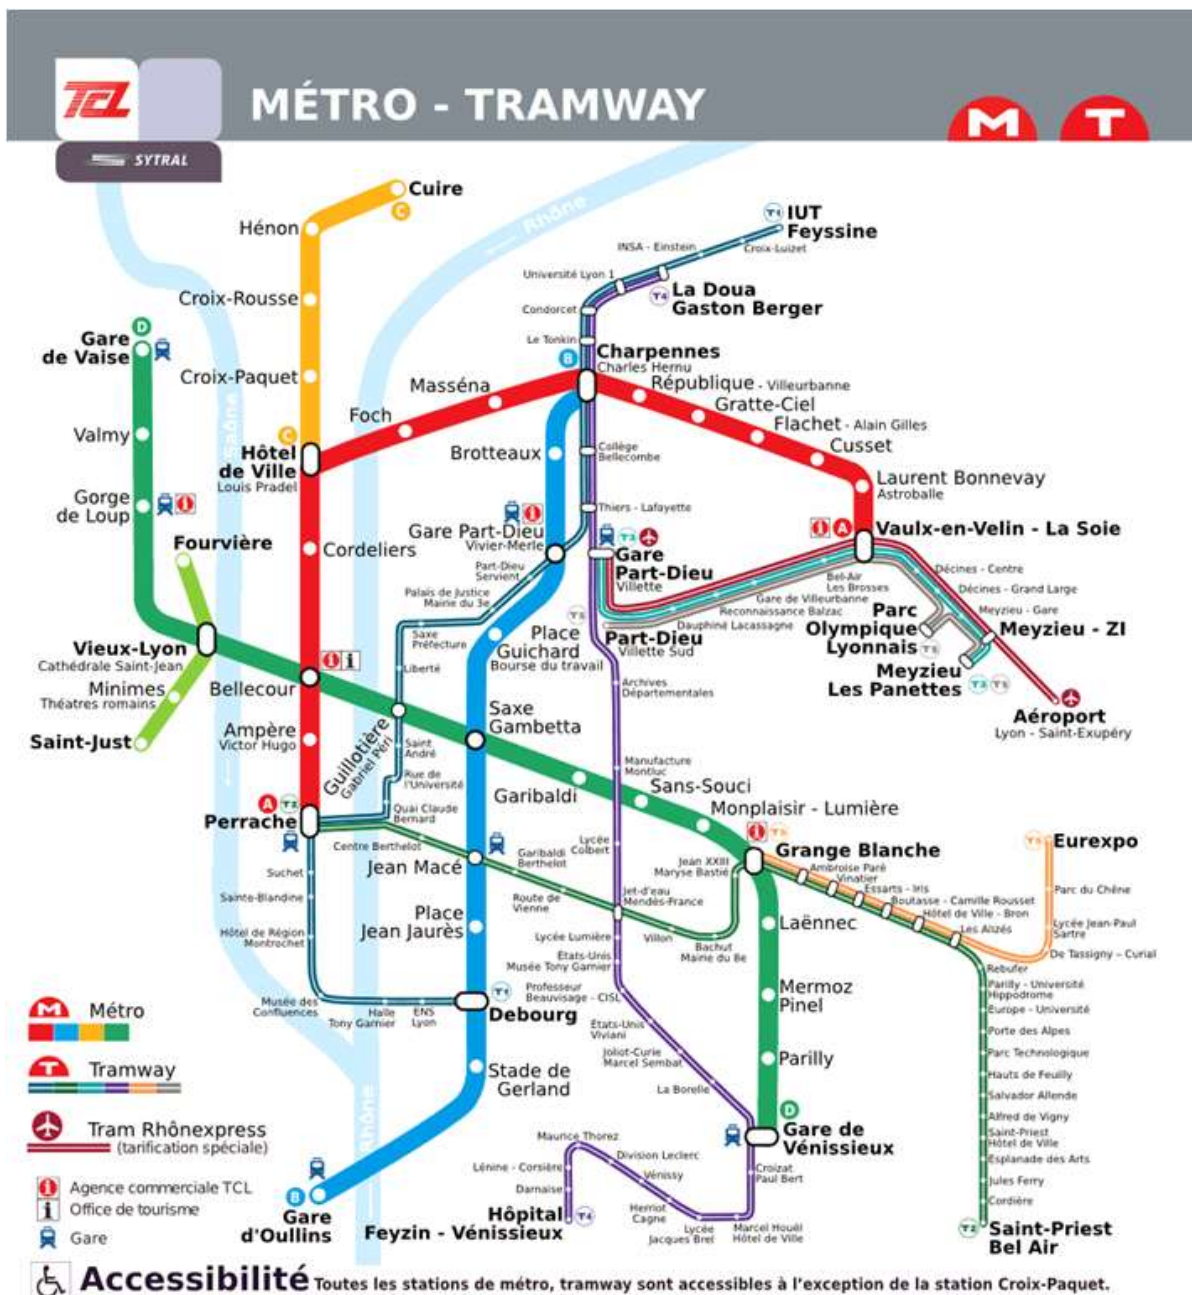 TCL
SYTRAL
MÉTRO - TRAMWAY
M
T
Rhône
Saône
Rhône
C
Cuire
Hénon
Croix-Rousse
Croix-Paquet
C
Hôtel
de Ville
Louis Pradel
D
Gare
de Vaise
Valmy
Gorge
de Loup
Fourvière
Vieux-Lyon
Cathédrale Saint-Jean
Minimes
Théatres romains
Saint-Just
Foch
Masséna
B
Charpennes
Charles Hernu
République - Villeurbanne
Gratte-Ciel
Flachet - Alain Gilles
Cusset
Laurent Bonnevay
Astroballe
A
Vaulx-en-Velin - La Soie
T1
IUT
Feyssine
Croix-Luizet
INSA - Einstein
Université Lyon 1
T4
La Doua
Gaston Berger
Condorcet
Le Tonkin
Collège
Bellecombe
Thiers - Lafayette
Brotteaux
Gare Part-Dieu
Vivier-Merle
T3
Gare
Part-Dieu
Villette
T5
Part-Dieu
Villette Sud
Dauphiné Lacassagne
Reconnaissance Balzac
Gare de Villeurbanne
Bel-Air
Les Brosses
Décines - Centre
Décines - Grand Large
Meyzieu - Gare
Meyzieu - ZI
Parc
Olympique
Lyonnais
T5
Meyzieu
Les Panettes
T3
T5
Aéroport
Lyon - Saint-Exupéry
Part-Dieu
Servient
Palais de Justice
Mairie du 3e
Saxe
Préfecture
Liberté
Cordeliers
Bellecour
Ampère
Victor Hugo
Guillotière
Gabriel Péri
Saint
André
Rue de
l'Université
Quai Claude
Bernard
A
T2
Perrache
Place
Guichard
Bourse du travail
Saxe
Gambetta
Garibaldi
Sans-Souci
Monplaisir - Lumière
T5
Grange Blanche
Archives
Départementales
Manufacture
Montluc
Lycée
Colbert
Jet-d'eau
Mendès-France
Centre Berthelot
Jean Macé
Garibaldi
Berthelot
Route de
Vienne
Villon
Bachut
Mairie du 8e
Jean XXIII
Maryse Bastié
Ambroise Paré
Vinatier
Essarts - Iris
Boutasse - Camille Rousset
Hôtel de Ville - Bron
Les Alizés
T5
Eurexpo
Parc du Chêne
Lycée Jean-Paul
Sartre
De Tassigny - Curial
Rebufer
Parilly - Université
Hippodrome
Europe - Université
Porte des Alpes
Parc Technologique
Hauts de Feuilly
Salvador Allende
Alfred de Vigny
Saint-Priest
Hôtel de Ville
Esplanade des Arts
Jules Ferry
Cordière
T2
Saint-Priest
Bel Air
Suchet
Sainte-Blandine
Hôtel de Région
Montrochet
Musée des
Confluences
Halle
Tony Garnier
ENS
Lyon
T1
Debourg
Place
Jean Jaurès
Stade de
Gerland
B
Gare
d'Oullins
Lycée Lumière
États-Unis
Musée Tony Garnier
Professeur
Beauvisage - CISL
États-Unis
Viviani
Joliot-Curie
Marcel Sembat
La Borelle
Laënnec
Mermoz
Pinel
Parilly
D
Gare de
Vénissieux
Croizat
Paul Bert
Marcel Houël
Hôtel de Ville
Lycée
Jacques Brel
Herriot
Cagne
Vénissy
Division Leclerc
Maurice Thorez
Lénine - Corsière
Darnaise
Hôpital
Feyzin - Vénissieux
T4
M
Métro
T
Tramway
Tram Rhônexpress
(tarification spéciale)
Agence commerciale TCL
Office de tourisme
Gare
Accessibilité Toutes les stations de métro, tramway sont accessibles à l'exception de la station Croix-Paquet.